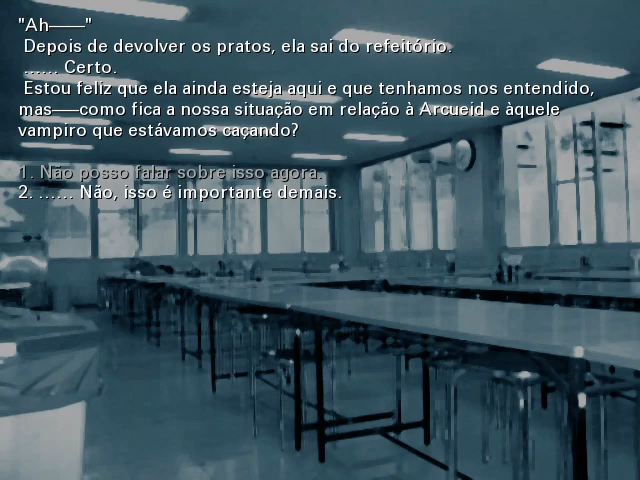 "Ah——"
Depois de devolver os pratos, ela sai do refeitório.
...... Certo.
Estou feliz que ela ainda esteja aqui e que tenhamos nos entendido,
mas——como fica a nossa situação em relação à Arcueid e àquele
vampiro que estávamos caçando?
1. Não posso falar sobre isso agora.
2. ...... Não, isso é importante demais.